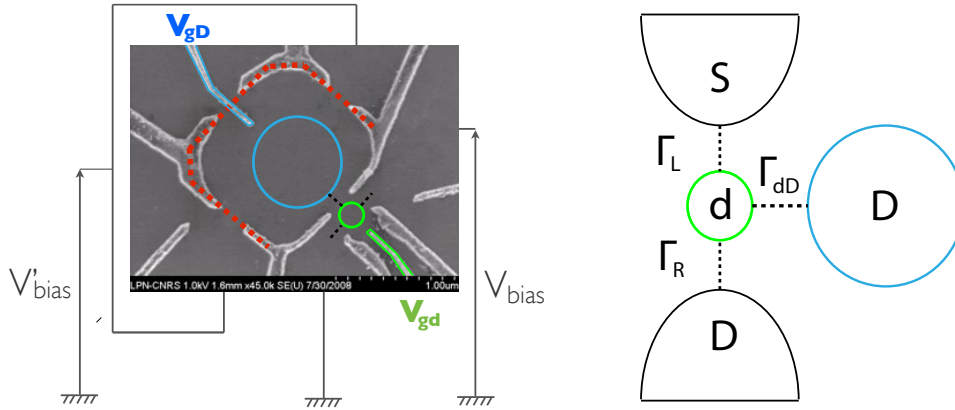 VgD
V'bias
LPN-CNRS 1.0kV 1.6mm x45.0k SE(U) 7/30/2008 1.00um
Vgd
Vbias
S
ΓL
ΓdD
d
D
ΓR
D